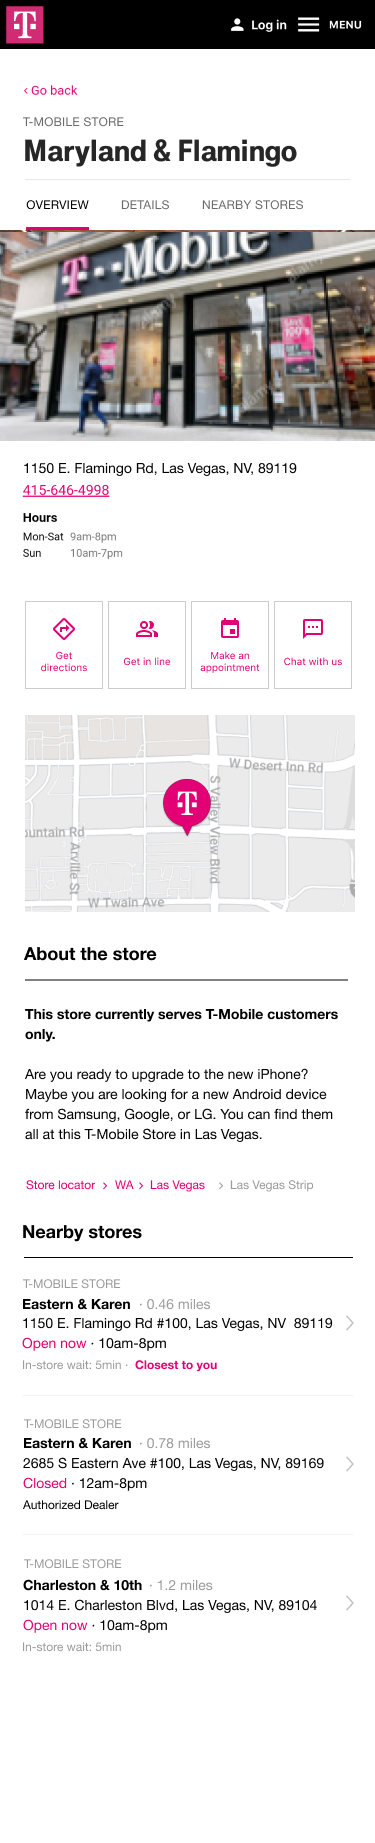 T
Log in
MENU
‹ Go back
T-MOBILE STORE
Maryland & Flamingo
OVERVIEW
DETAILS
NEARBY STORES
T··Mobile
1150 E. Flamingo Rd, Las Vegas, NV, 89119
415-646-4998
Hours
Mon-Sat 9am-8pm
Sun 10am-7pm
Get
directions
Get in line
Make an
appointment
Chat with us
W Desert Inn Rd
S Valley View Blvd
T
ountain Rd
Arville St
W Twain Ave
About the store
This store currently serves T-Mobile customers
only.
Are you ready to upgrade to the new iPhone?
Maybe you are looking for a new Android device
from Samsung, Google, or LG. You can find them
all at this T-Mobile Store in Las Vegas.
Store locator > WA > Las Vegas > Las Vegas Strip
Nearby stores
T-MOBILE STORE
Eastern & Karen · 0.46 miles
1150 E. Flamingo Rd #100, Las Vegas, NV 89119
Open now · 10am-8pm
In-store wait: 5min · Closest to you
T-MOBILE STORE
Eastern & Karen · 0.78 miles
2685 S Eastern Ave #100, Las Vegas, NV, 89169
Closed · 12am-8pm
Authorized Dealer
T-MOBILE STORE
Charleston & 10th · 1.2 miles
1014 E. Charleston Blvd, Las Vegas, NV, 89104
Open now · 10am-8pm
In-store wait: 5min